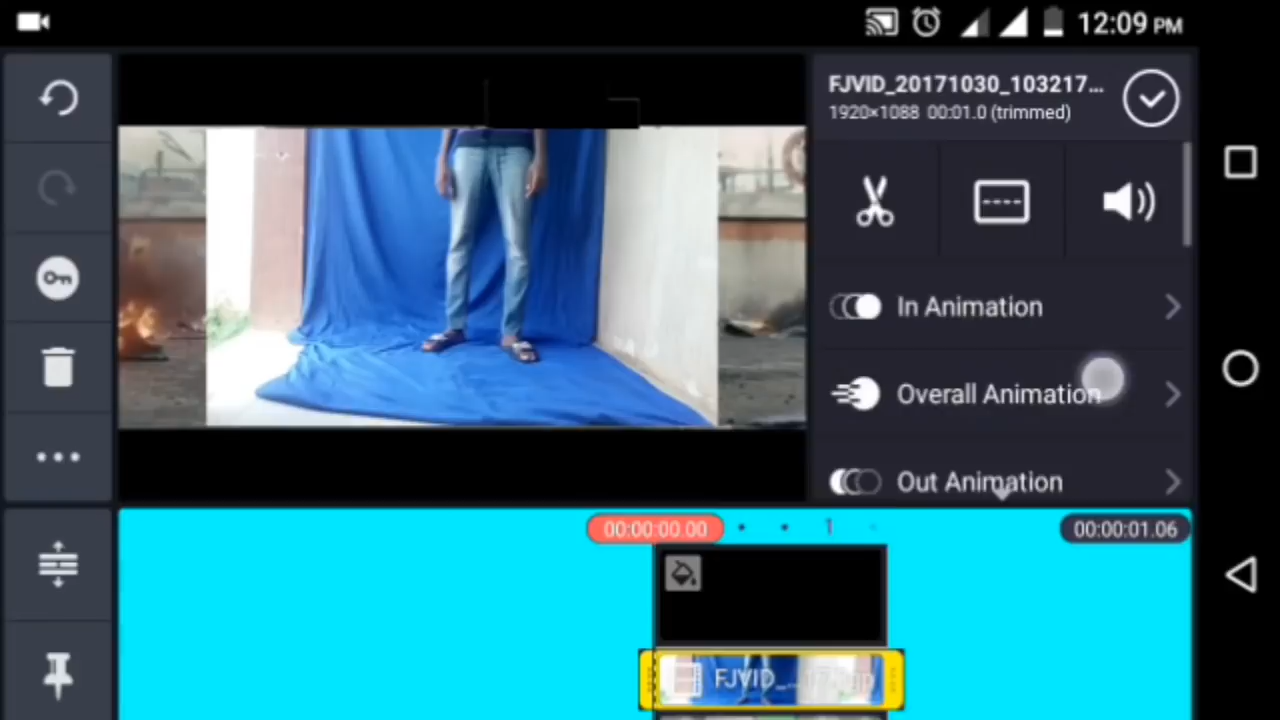 12:09 PM
FJVID_20171030_103217...
1920×1088 00:01.0 (trimmed)
In Animation
Overall Animation
Out Animation
00:00:00.00
1
00:00:01.06
FJVID_...